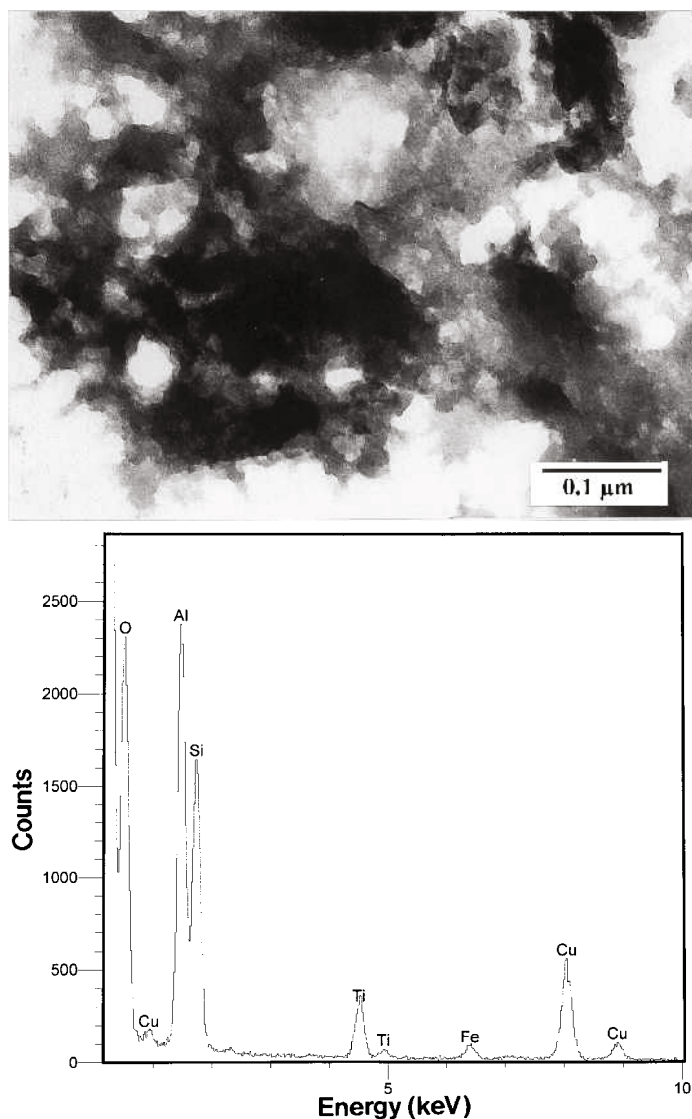 0.1 µm
2500
2000
1500
1000
500
0
Counts
O
Cu
Al
Si
Ti
Ti
Fe
Cu
Cu
5
10
Energy (keV)